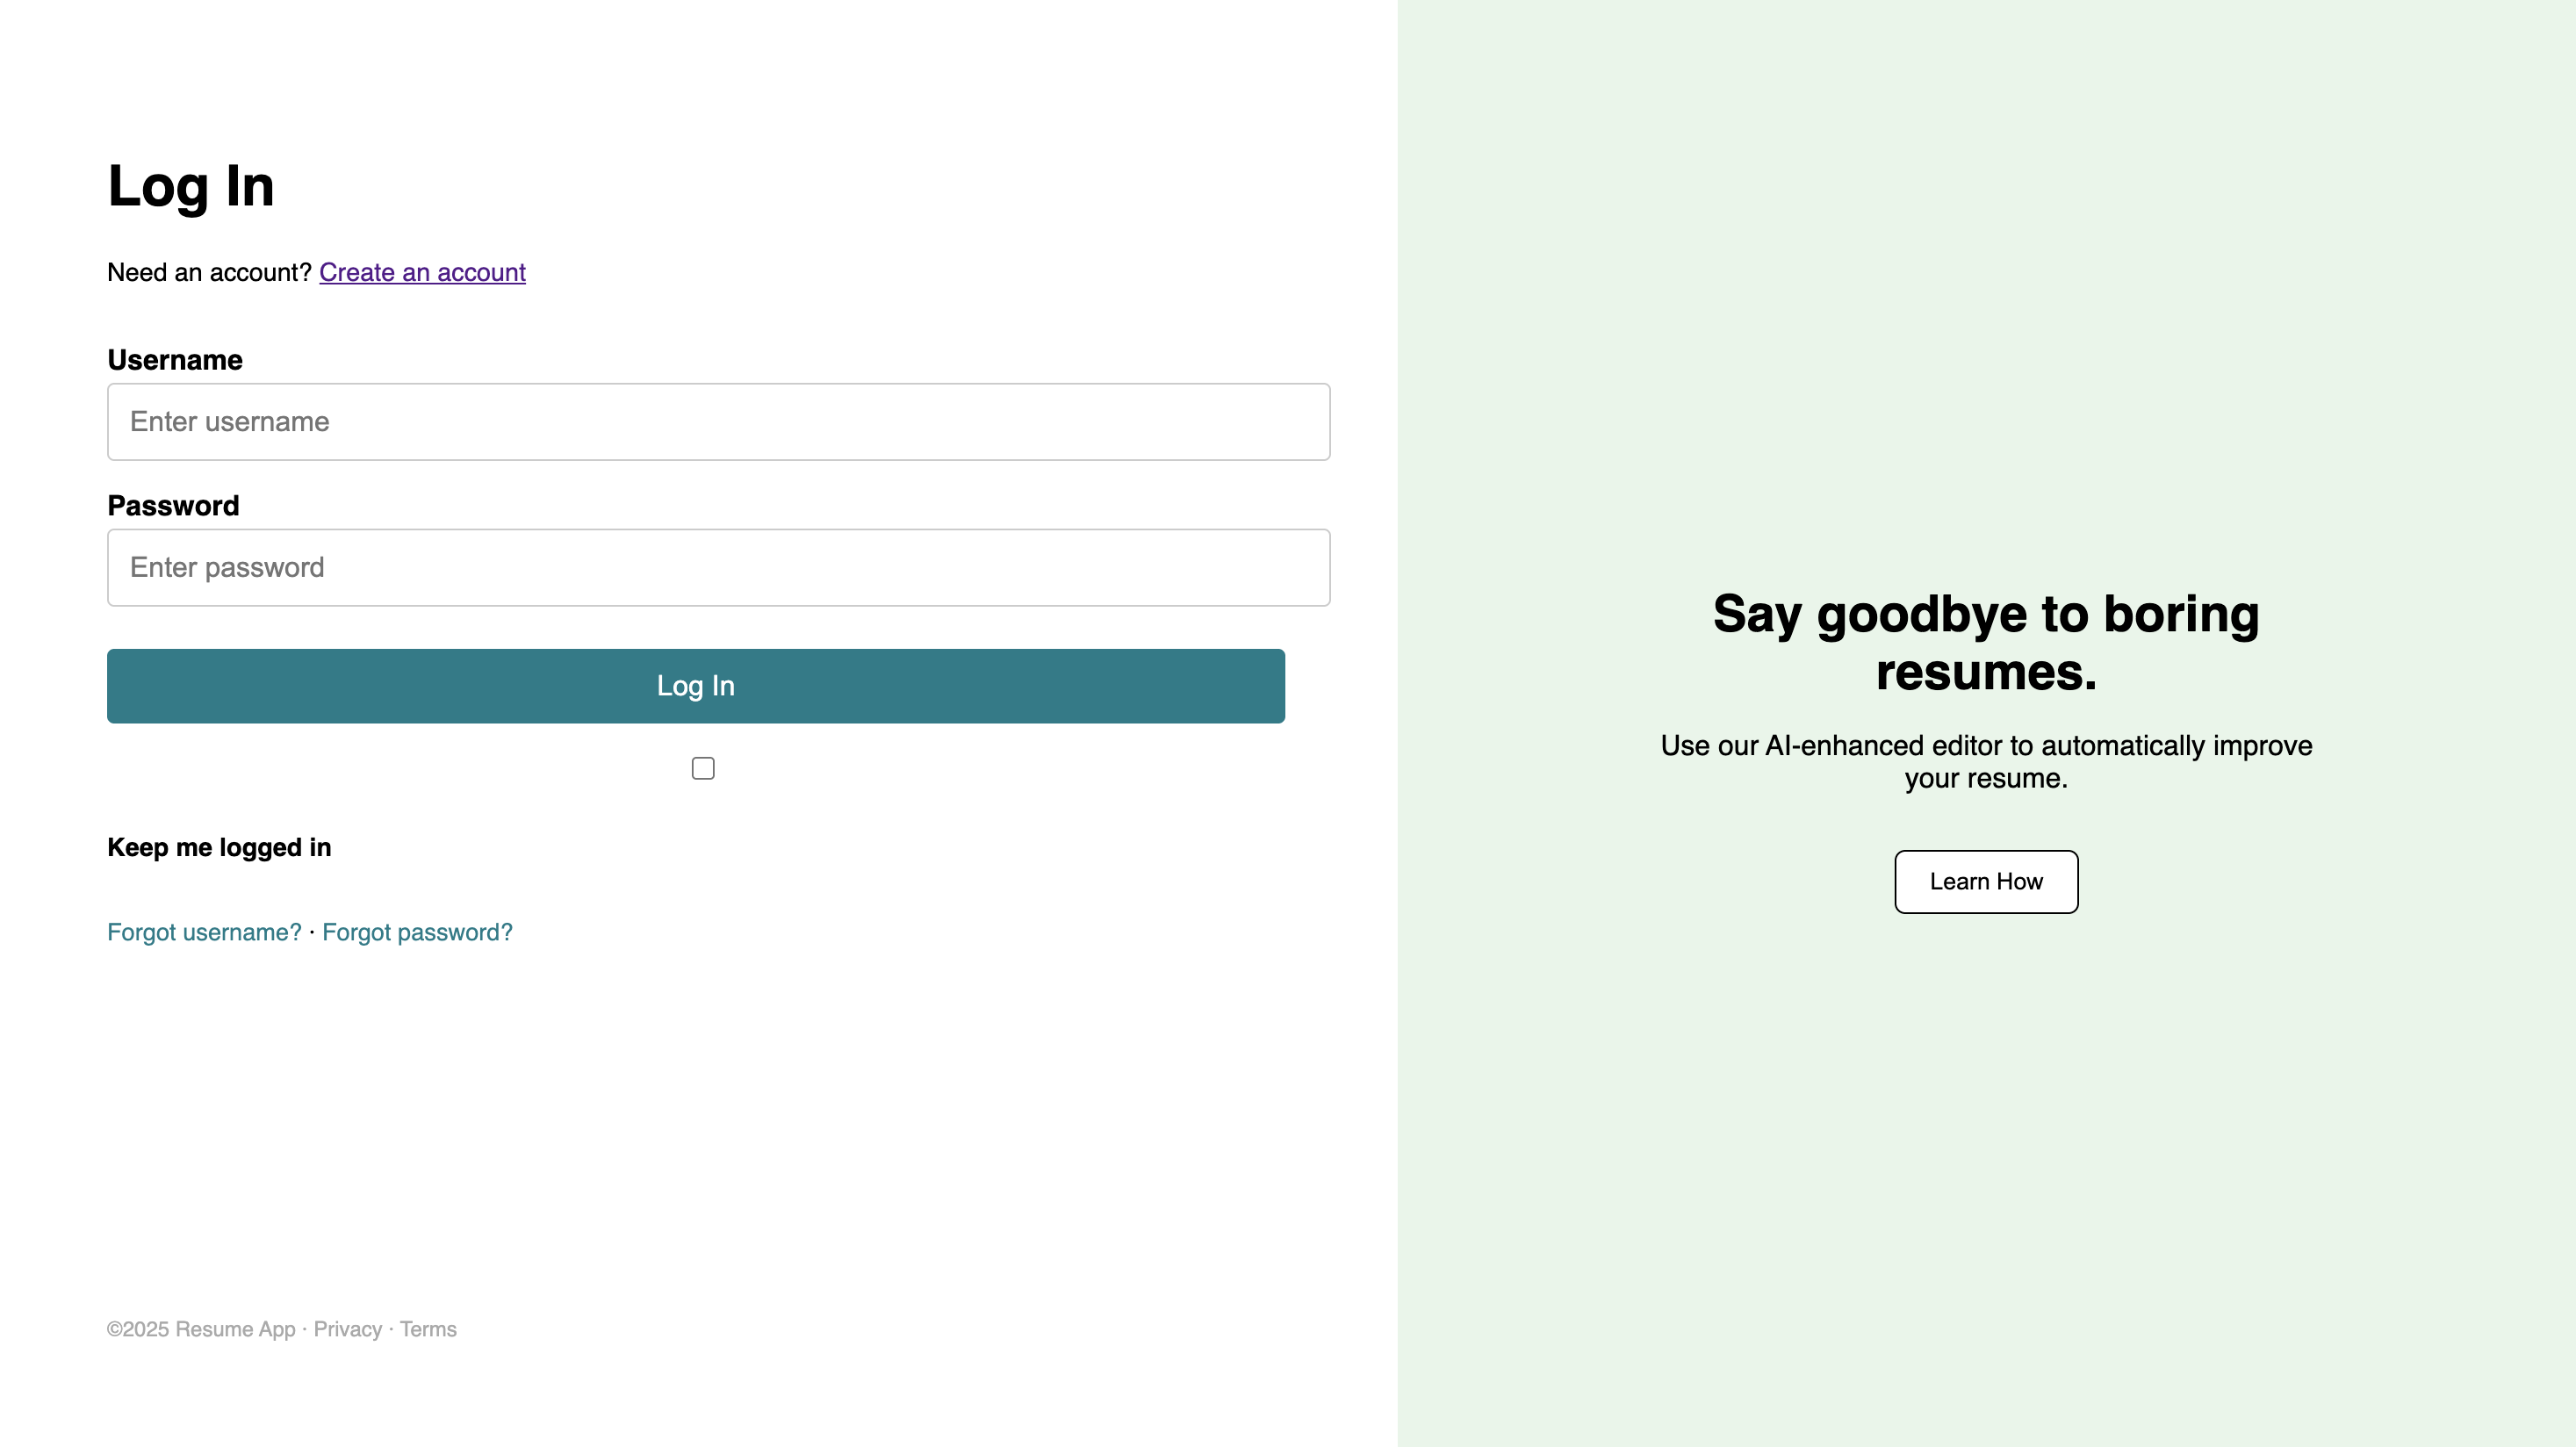 Log In
Need an account? Create an account
Username
Enter username
Password
Enter password
Log In
Keep me logged in
Forgot username? · Forgot password?
©2025 Resume App · Privacy · Terms
Say goodbye to boring
resumes.
Use our AI-enhanced editor to automatically improve
your resume.
Learn How